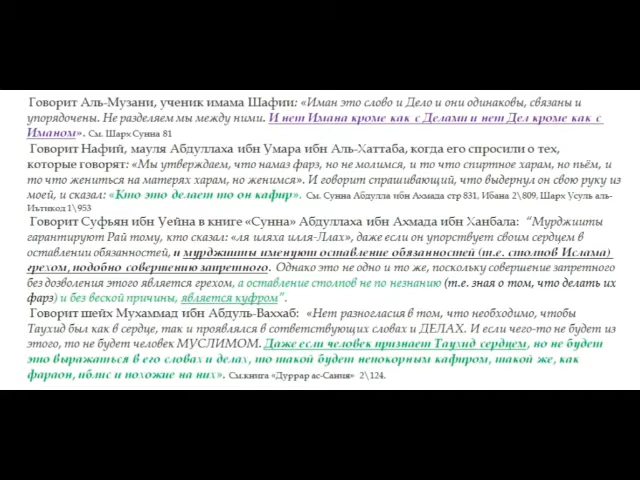 Говорит Аль-Музани, ученик имама Шафии: «Иман это слово и Дело и они одинаковы, связаны и
упорядочены. Не разделяем мы между ними. И нет Имана кроме как с Делами и нет Дел кроме как с
Иманом». См. Шарх Сунна 81
Говорит Нафий, мауля Абдуллаха ибн Умара ибн Аль-Хаттаба, когда его спросили о тех,
которые говорят: «Мы утверждаем, что намаз фарз, но не молимся, и то что спиртное харам, но пьём, и
то что жениться на матерях харам, но женимся». И говорит спрашивающий, что выдернул он свою руку из
моей, и сказал: «Кто это делает то он кафир». См. Сунна Абдулла ибн Ахмада стр 831, Ибана 2\809, Шарх Усуль аль-
Иътикод 1\953
Говорит Суфьян ибн Уейна в книге «Сунна» Абдуллаха ибн Ахмада ибн Ханбала: "Мурджииты
гарантируют Рай тому, кто сказал: «ля иляха илля-Ллах», даже если он упорствует своим сердцем в
оставлении обязанностей, и мурджииты именуют оставление обязанностей (т.е. столпов Ислама)
грехом, подобно совершению запретного. Однако это не одно и то же, поскольку совершение запретного
без дозволения этого является грехом, а оставление столпов не по незнанию (т.е. зная о том, что делать их
фарз) и без веской причины, является куфром".
Говорит шейх Мухаммад ибн Абдуль-Ваххаб: «Нет разногласия в том, что необходимо, чтобы
Таухид был как в сердце, так и проявлялся в сответствующих словах и ДЕЛАХ. И если чего-то не будет из
этого, то не будет человек МУСЛИМОМ. Даже если человек признает Таухид сердцем, но не будет
это выражаться в его словах и делах, то такой будет непокорным кафиром, такой же, как
фараон, иблис и похожие на них». См.книга «Дуррар ас-Сания» 2\124.